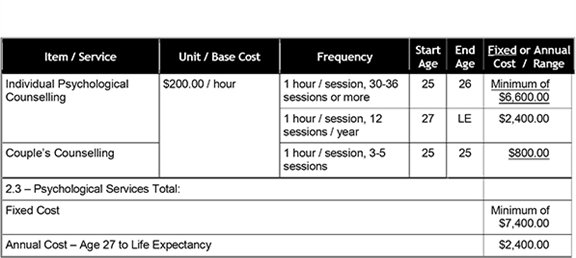 Item / Service Unit / Base Cost Frequency Start Age End Age Fixed or Annual Cost / Range
Individual Psychological Counselling $200.00 / hour 1 hour / session, 30-36 sessions or more 25 26 Minimum of $6,600.00
1 hour / session, 12 sessions / year 27 LE $2,400.00
Couple's Counselling 1 hour / session, 3-5 sessions 25 25 $800.00
2.3 – Psychological Services Total:
Fixed Cost Minimum of $7,400.00
Annual Cost – Age 27 to Life Expectancy $2,400.00